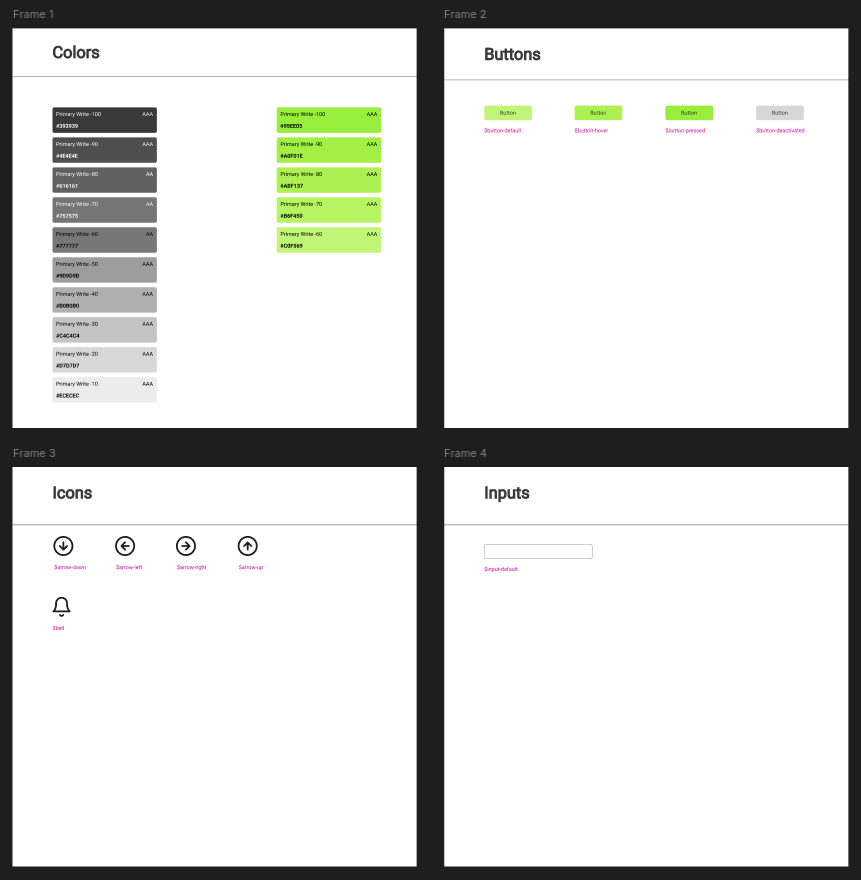 Frame 1
Colors
Primary Write -100 AAA
#393939
Primary Write -90 AAA
#4E4E4E
Primary Write -80 AA
#616161
Primary Write -70 AA
#757575
Primary Write -60 AA
#777777
Primary Write -50 AAA
#9D9D9D
Primary Write -40 AAA
#B0B0B0
Primary Write -30 AAA
#C4C4C4
Primary Write -20 AAA
#D7D7D7
Primary Write -10 AAA
#ECECEC
Primary Write -100 AAA
#95EE05
Primary Write -90 AAA
#A0F01E
Primary Write -80 AAA
#ABF137
Primary Write -70 AAA
#B6F450
Primary Write -60 AAA
#C0F569
Frame 2
Buttons
Button Button Button Button
$button-default $button-hover $button-pressed $button-deactivated
Frame 3
Icons
$arrow-down $arrow-left $arrow-right $arrow-up
$bell
Frame 4
Inputs
$input-default